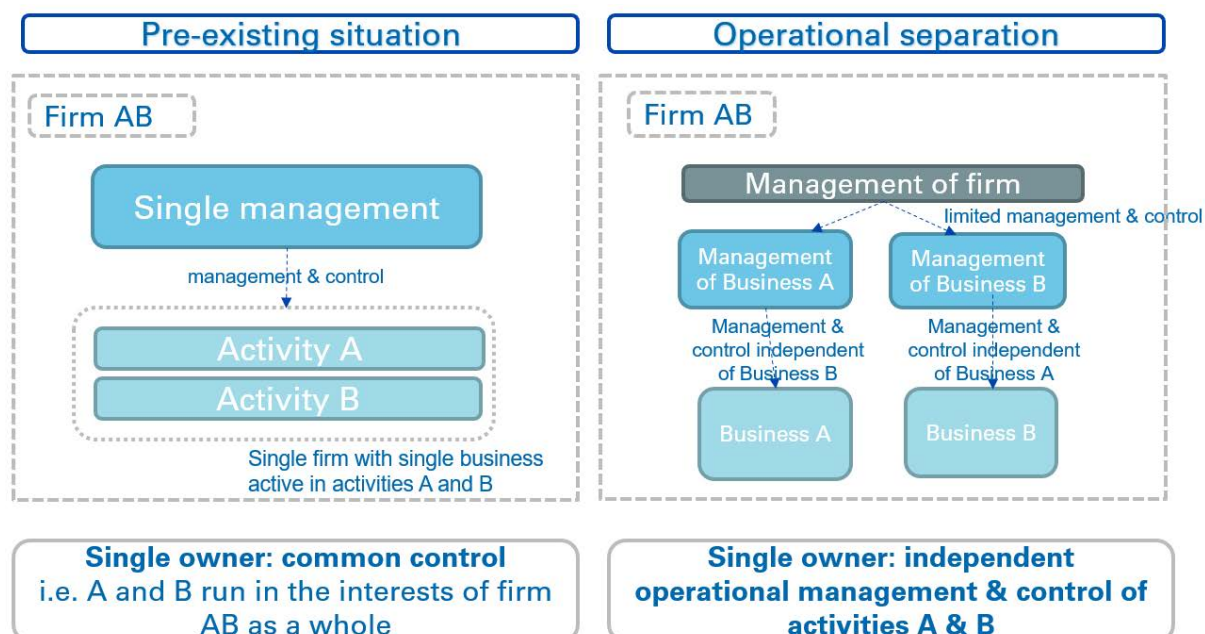 Pre-existing situation
Firm AB
Single management
management & control
Activity A
Activity B
Single firm with single business
active in activities A and B
Single owner: common control
i.e. A and B run in the interests of firm
AB as a whole
Operational separation
Firm AB
Management of firm
limited management & control
Management
of Business A
Management
of Business B
Management &
control independent
of Business B
Management &
control independent
of Business A
Business A
Business B
Single owner: independent
operational management & control of
activities A & B